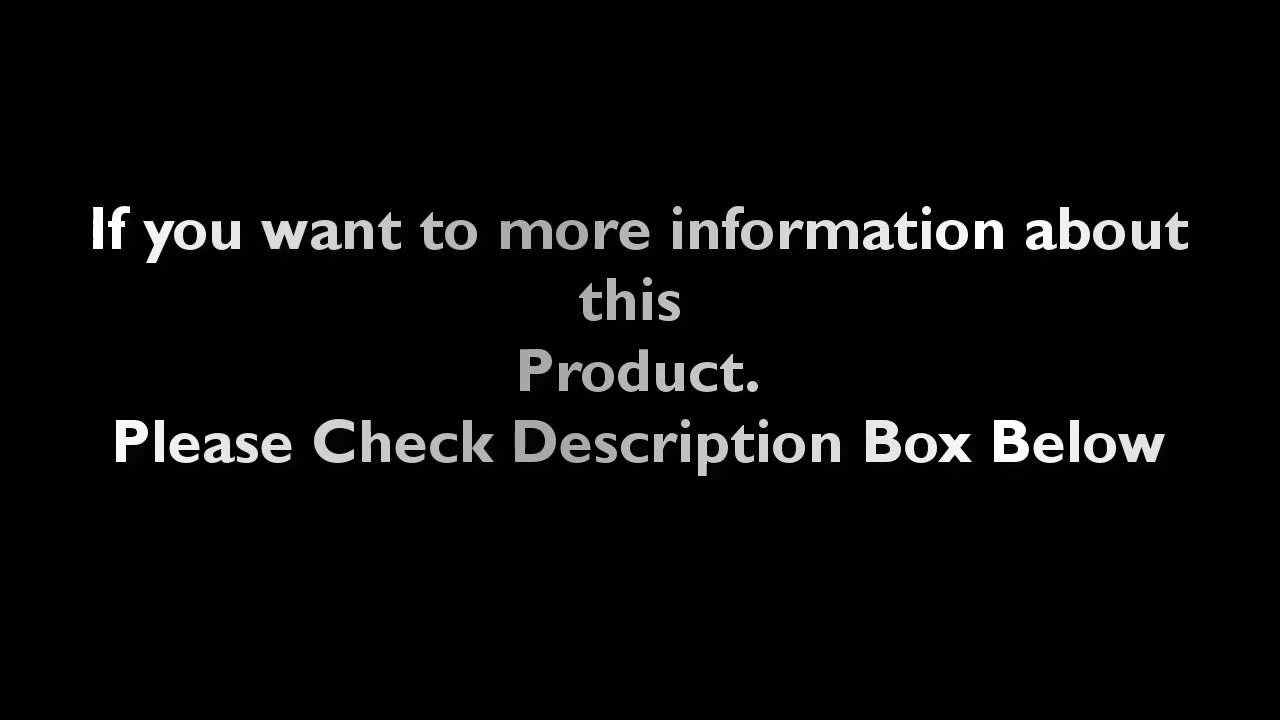 If you want to more information about
this
Product.
Please Check Description Box Below